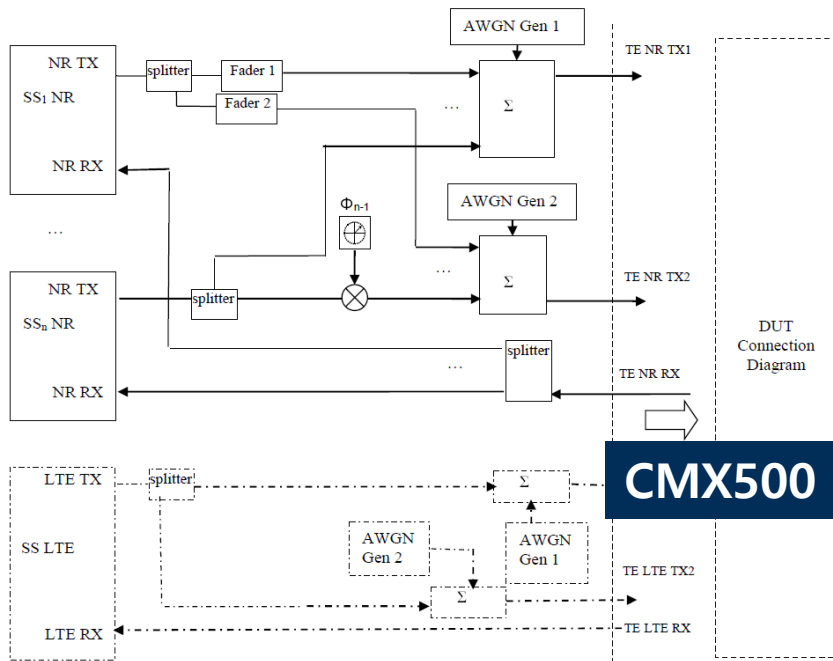 AWGN Gen 1
TE NR TX1
NR TX
splitter
Fader 1
SS1 NR
Fader 2
...
Σ
NR RX
Φn-1
AWGN Gen 2
...
...
NR TX
splitter
Σ
TE NR TX2
SSn NR
DUT
Connection
Diagram
splitter
...
TE NR RX
NR RX
CMX500
LTE TX
splitter
Σ
SS LTE
AWGN
Gen 2
AWGN
Gen 1
Σ
TE LTE TX2
LTE RX
TE LTE RX